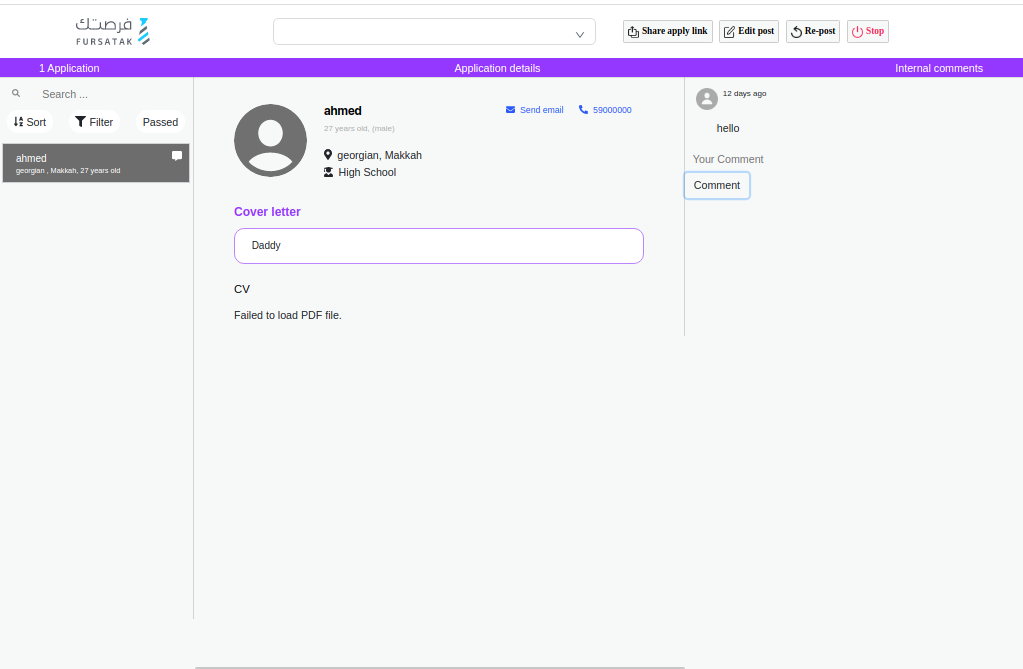 فرصتك
FURSATAK
Share apply link
Edit post
Re-post
Stop
1 Application
Application details
Internal comments
Search ...
Sort
Filter
Passed
ahmed
georgian , Makkah, 27 years old
ahmed
Send email
59000000
27 years old, (male)
georgian, Makkah
High School
Cover letter
Daddy
CV
Failed to load PDF file.
12 days ago
hello
Your Comment
Comment